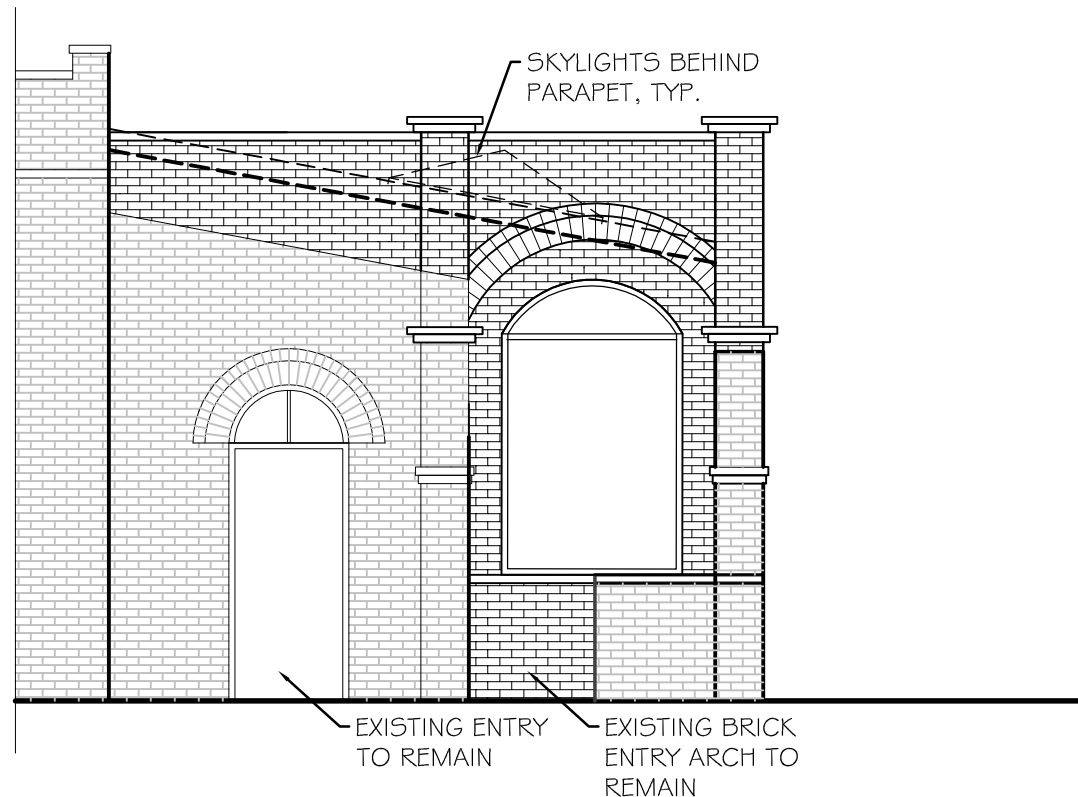 SKYLIGHTS BEHIND
PARAPET, TYP.
EXISTING ENTRY
TO REMAIN
EXISTING BRICK
ENTRY ARCH TO
REMAIN